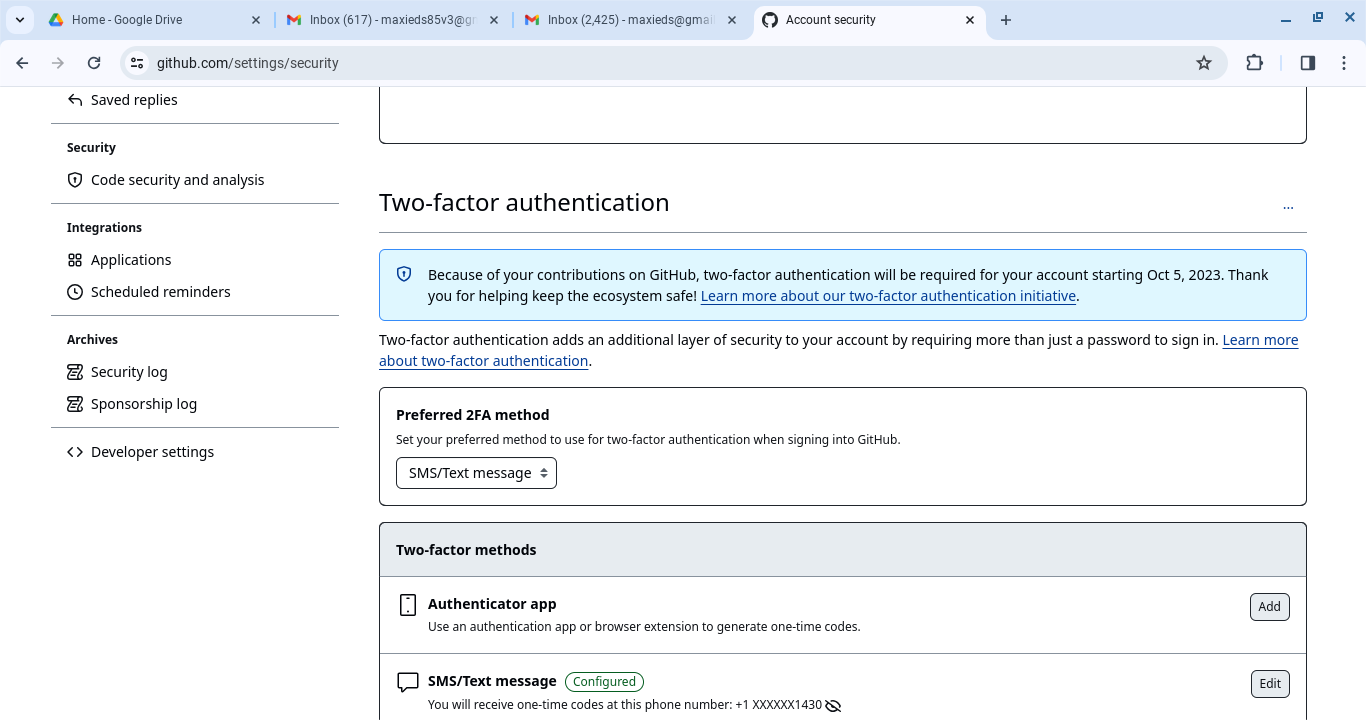 Home - Google Drive
Inbox (617) - maxieds85v3@gm
Inbox (2,425) - maxieds@gmail
Account security
github.com/settings/security
Saved replies
Security
Code security and analysis
Integrations
Applications
Scheduled reminders
Archives
Security log
Sponsorship log
Developer settings
Two-factor authentication
...
Because of your contributions on GitHub, two-factor authentication will be required for your account starting Oct 5, 2023. Thank
you for helping keep the ecosystem safe! Learn more about our two-factor authentication initiative.
Two-factor authentication adds an additional layer of security to your account by requiring more than just a password to sign in. Learn more
about two-factor authentication.
Preferred 2FA method
Set your preferred method to use for two-factor authentication when signing into GitHub.
SMS/Text message
Two-factor methods
Authenticator app
Add
Use an authentication app or browser extension to generate one-time codes.
SMS/Text message Configured
Edit
You will receive one-time codes at this phone number: +1 XXXXXX1430